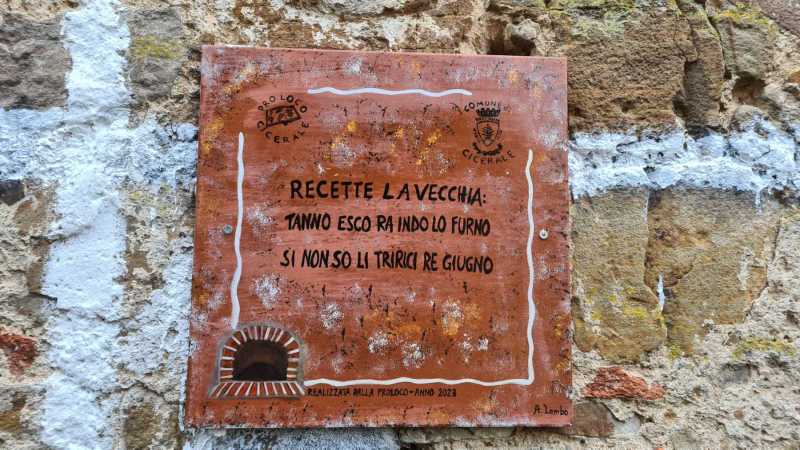 PRO LOCO
CICERALE
COMUNE
CICERALE
RECETTE LA VECCHIA:
TANNO ESCO RA INDO LO FURNO
SI NON SO LI TRIRICI RE GIUGNO
REALIZZATA DALLA PROLOCO - ANNO 2023
A. Lembo